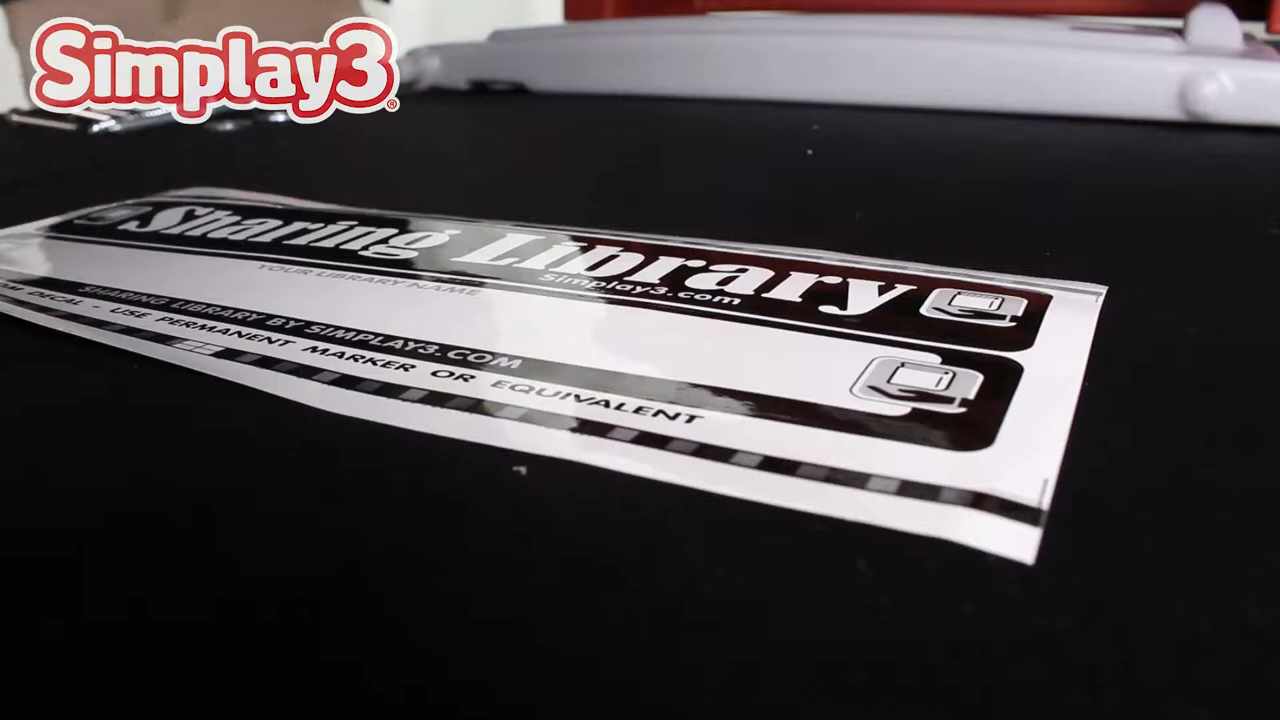 Simplay3®
Sharing Library
Simplay3.com
YOUR LIBRARY NAME
SHARING LIBRARY BY SIMPLAY3.COM
DECAL - USE PERMANENT MARKER OR EQUIVALENT